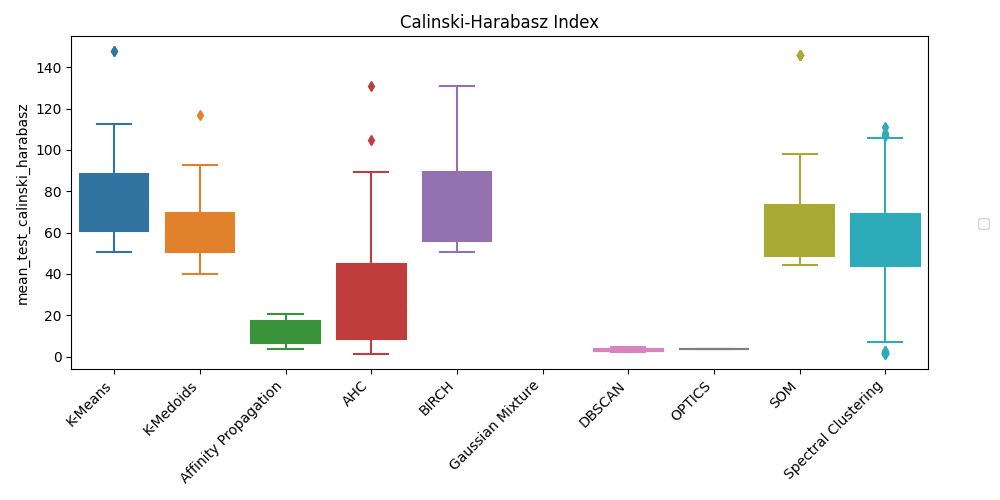 Calinski-Harabasz Index
mean_test_calinski_harabasz
140
120
100
80
60
40
20
0
K-Means
K-Medoids
Affinity Propagation
AHC
BIRCH
Gaussian Mixture
DBSCAN
OPTICS
SOM
Spectral Clustering